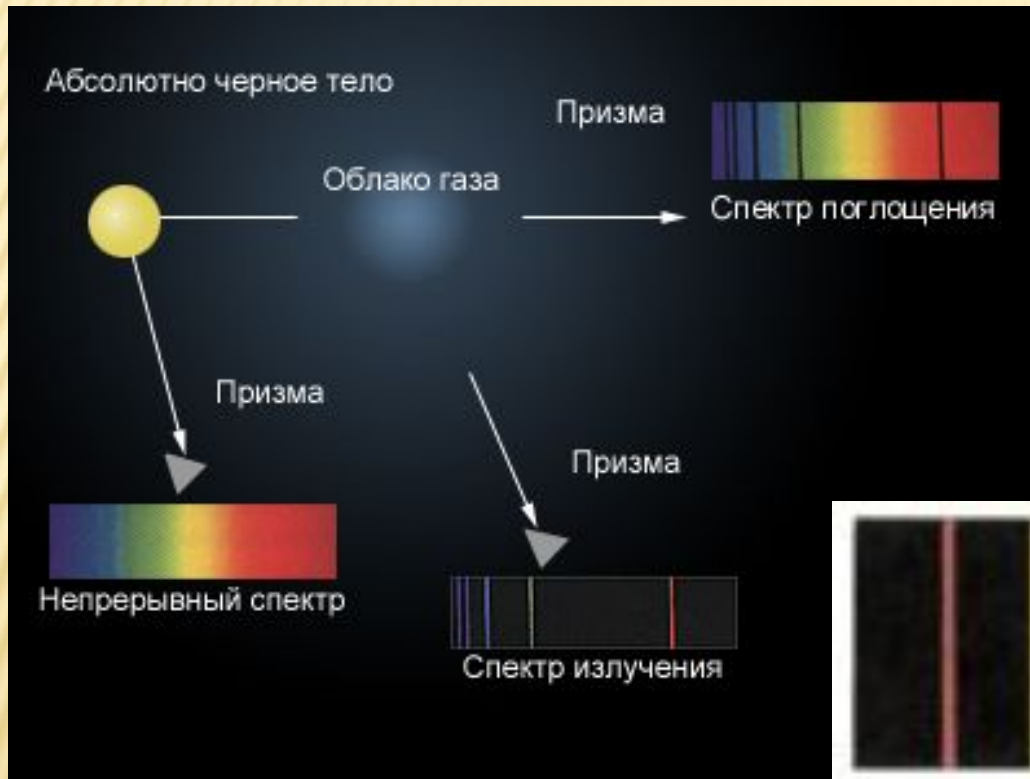 Абсолютно черное тело
Призма
Облако газа
Спектр поглощения
Призма
Призма
Непрерывный спектр
Спектр излучения